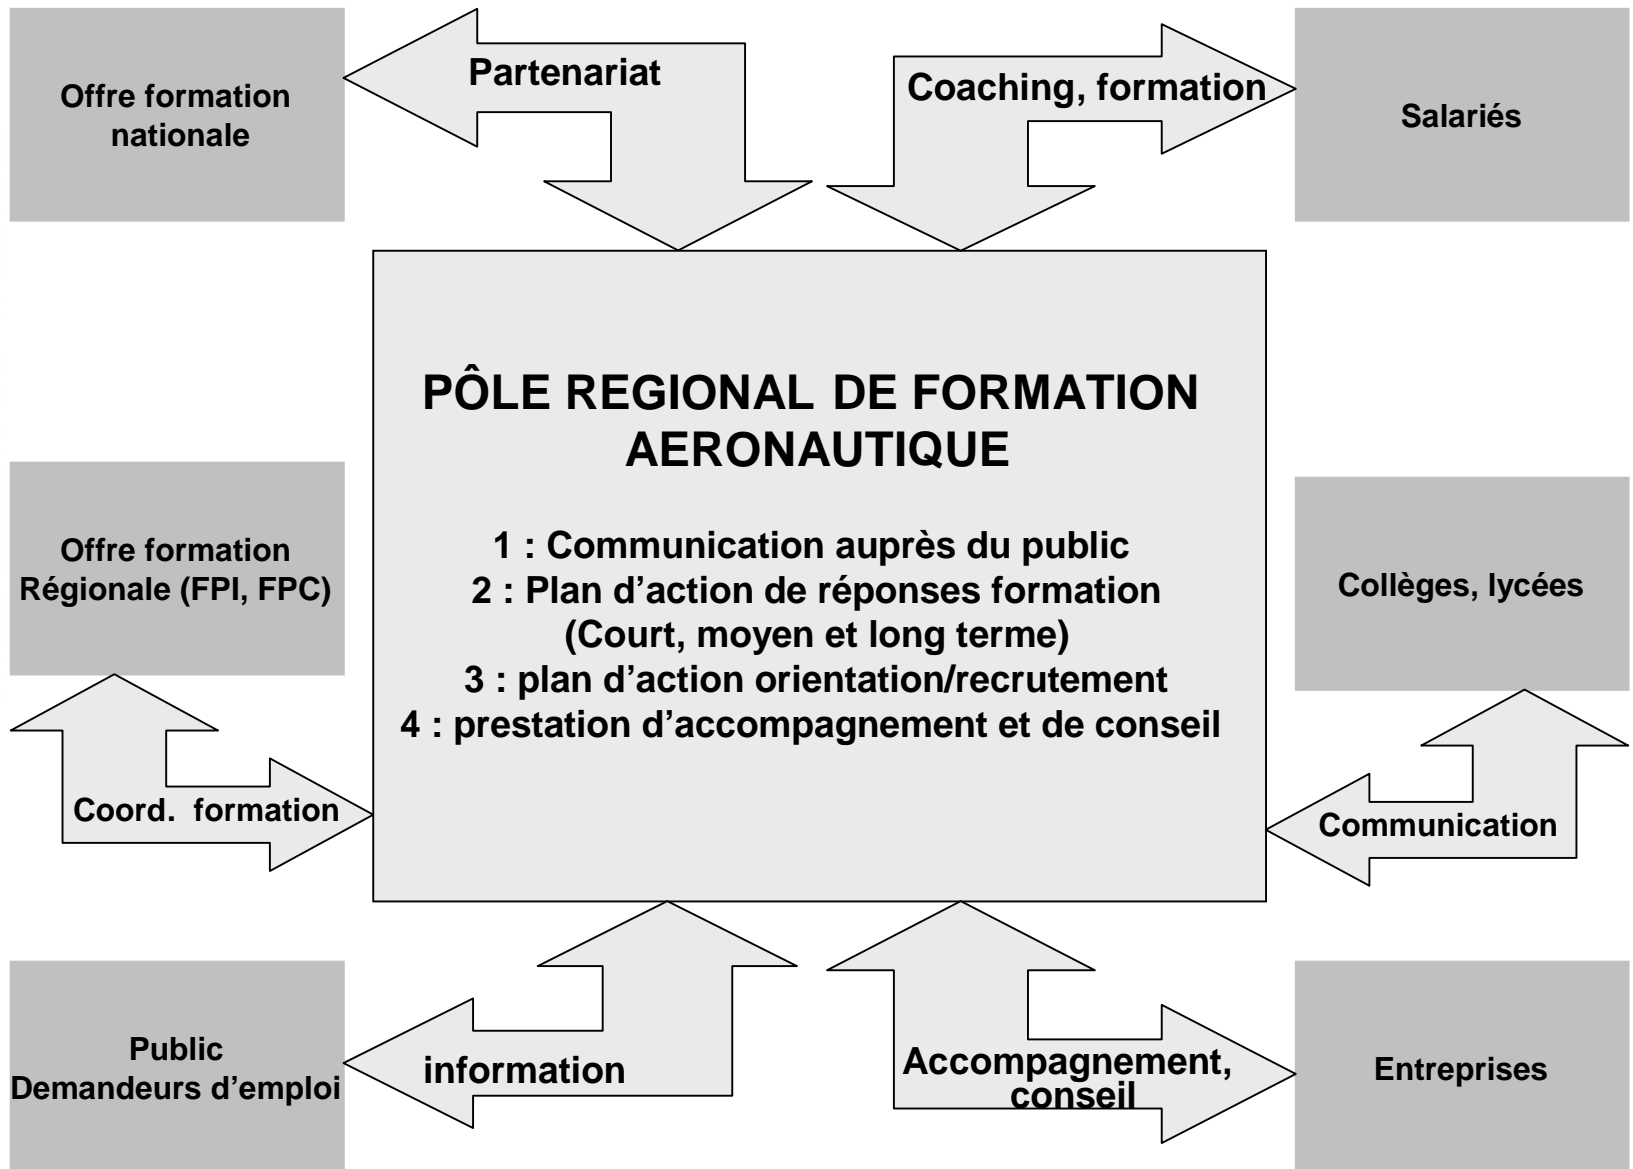 Offre formation
nationale
Partenariat
Coaching, formation
Salariés
PÔLE REGIONAL DE FORMATION
AERONAUTIQUE
1 : Communication auprès du public
2 : Plan d’action de réponses formation
(Court, moyen et long terme)
3 : plan d’action orientation/recrutement
4 : prestation d’accompagnement et de conseil
Offre formation
Régionale (FPI, FPC)
Collèges, lycées
Coord. formation
Communication
Public
Demandeurs d’emploi
information
Accompagnement,
conseil
Entreprises